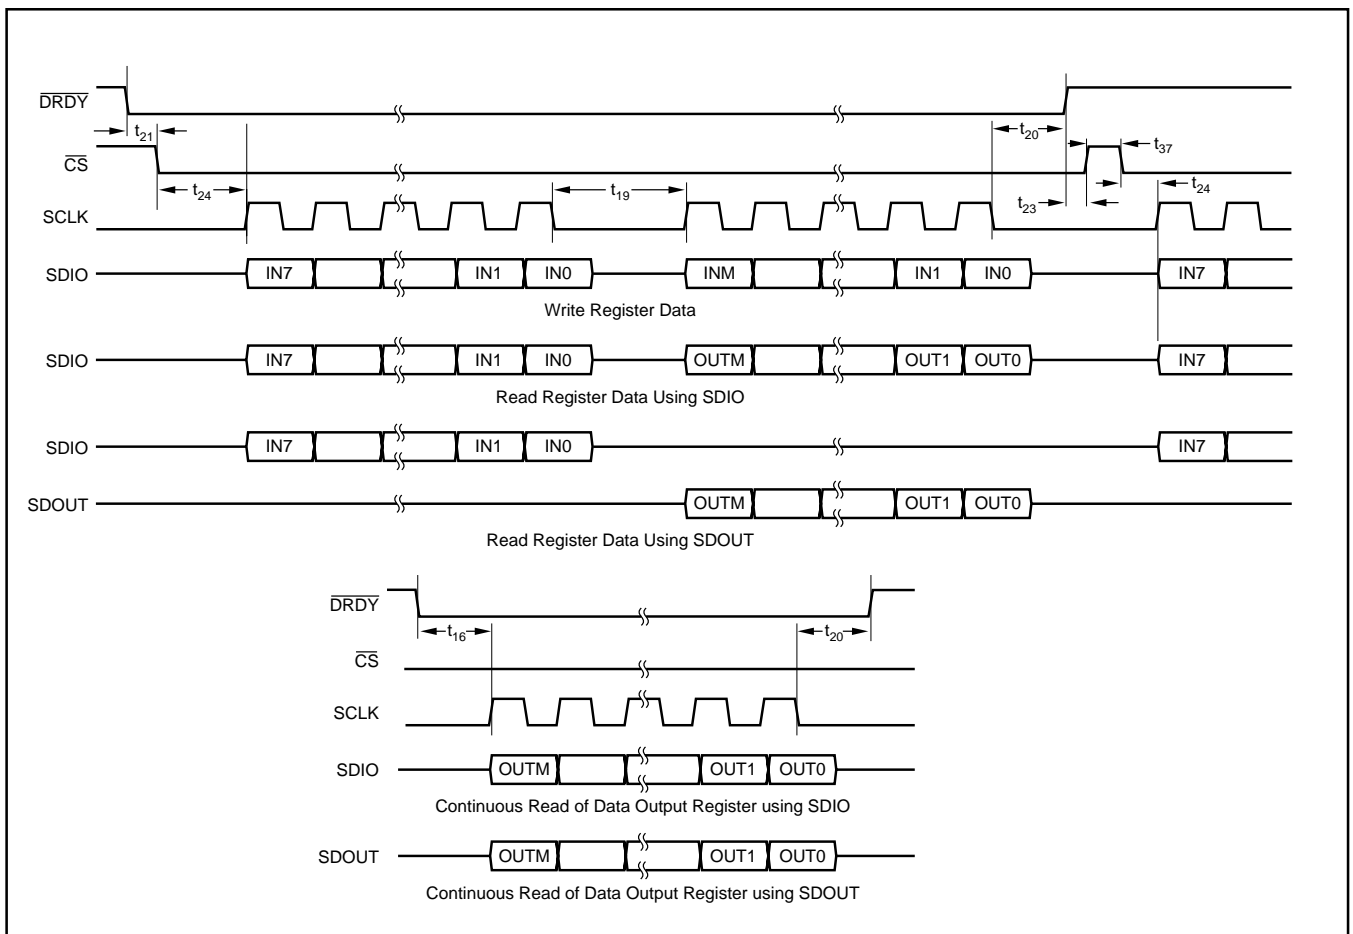 DRDY
t21
t20
t37
CS
t24
t19
t23
t24
SCLK
SDIO IN7 IN1 IN0 INM IN1 IN0 IN7
Write Register Data
SDIO IN7 IN1 IN0 OUTM OUT1 OUT0 IN7
Read Register Data Using SDIO
SDIO IN7 IN1 IN0 IN7
SDOUT OUTM OUT1 OUT0
Read Register Data Using SDOUT
DRDY
t16 t20
CS
SCLK
SDIO OUTM OUT1 OUT0
Continuous Read of Data Output Register using SDIO
SDOUT OUTM OUT1 OUT0
Continuous Read of Data Output Register using SDOUT